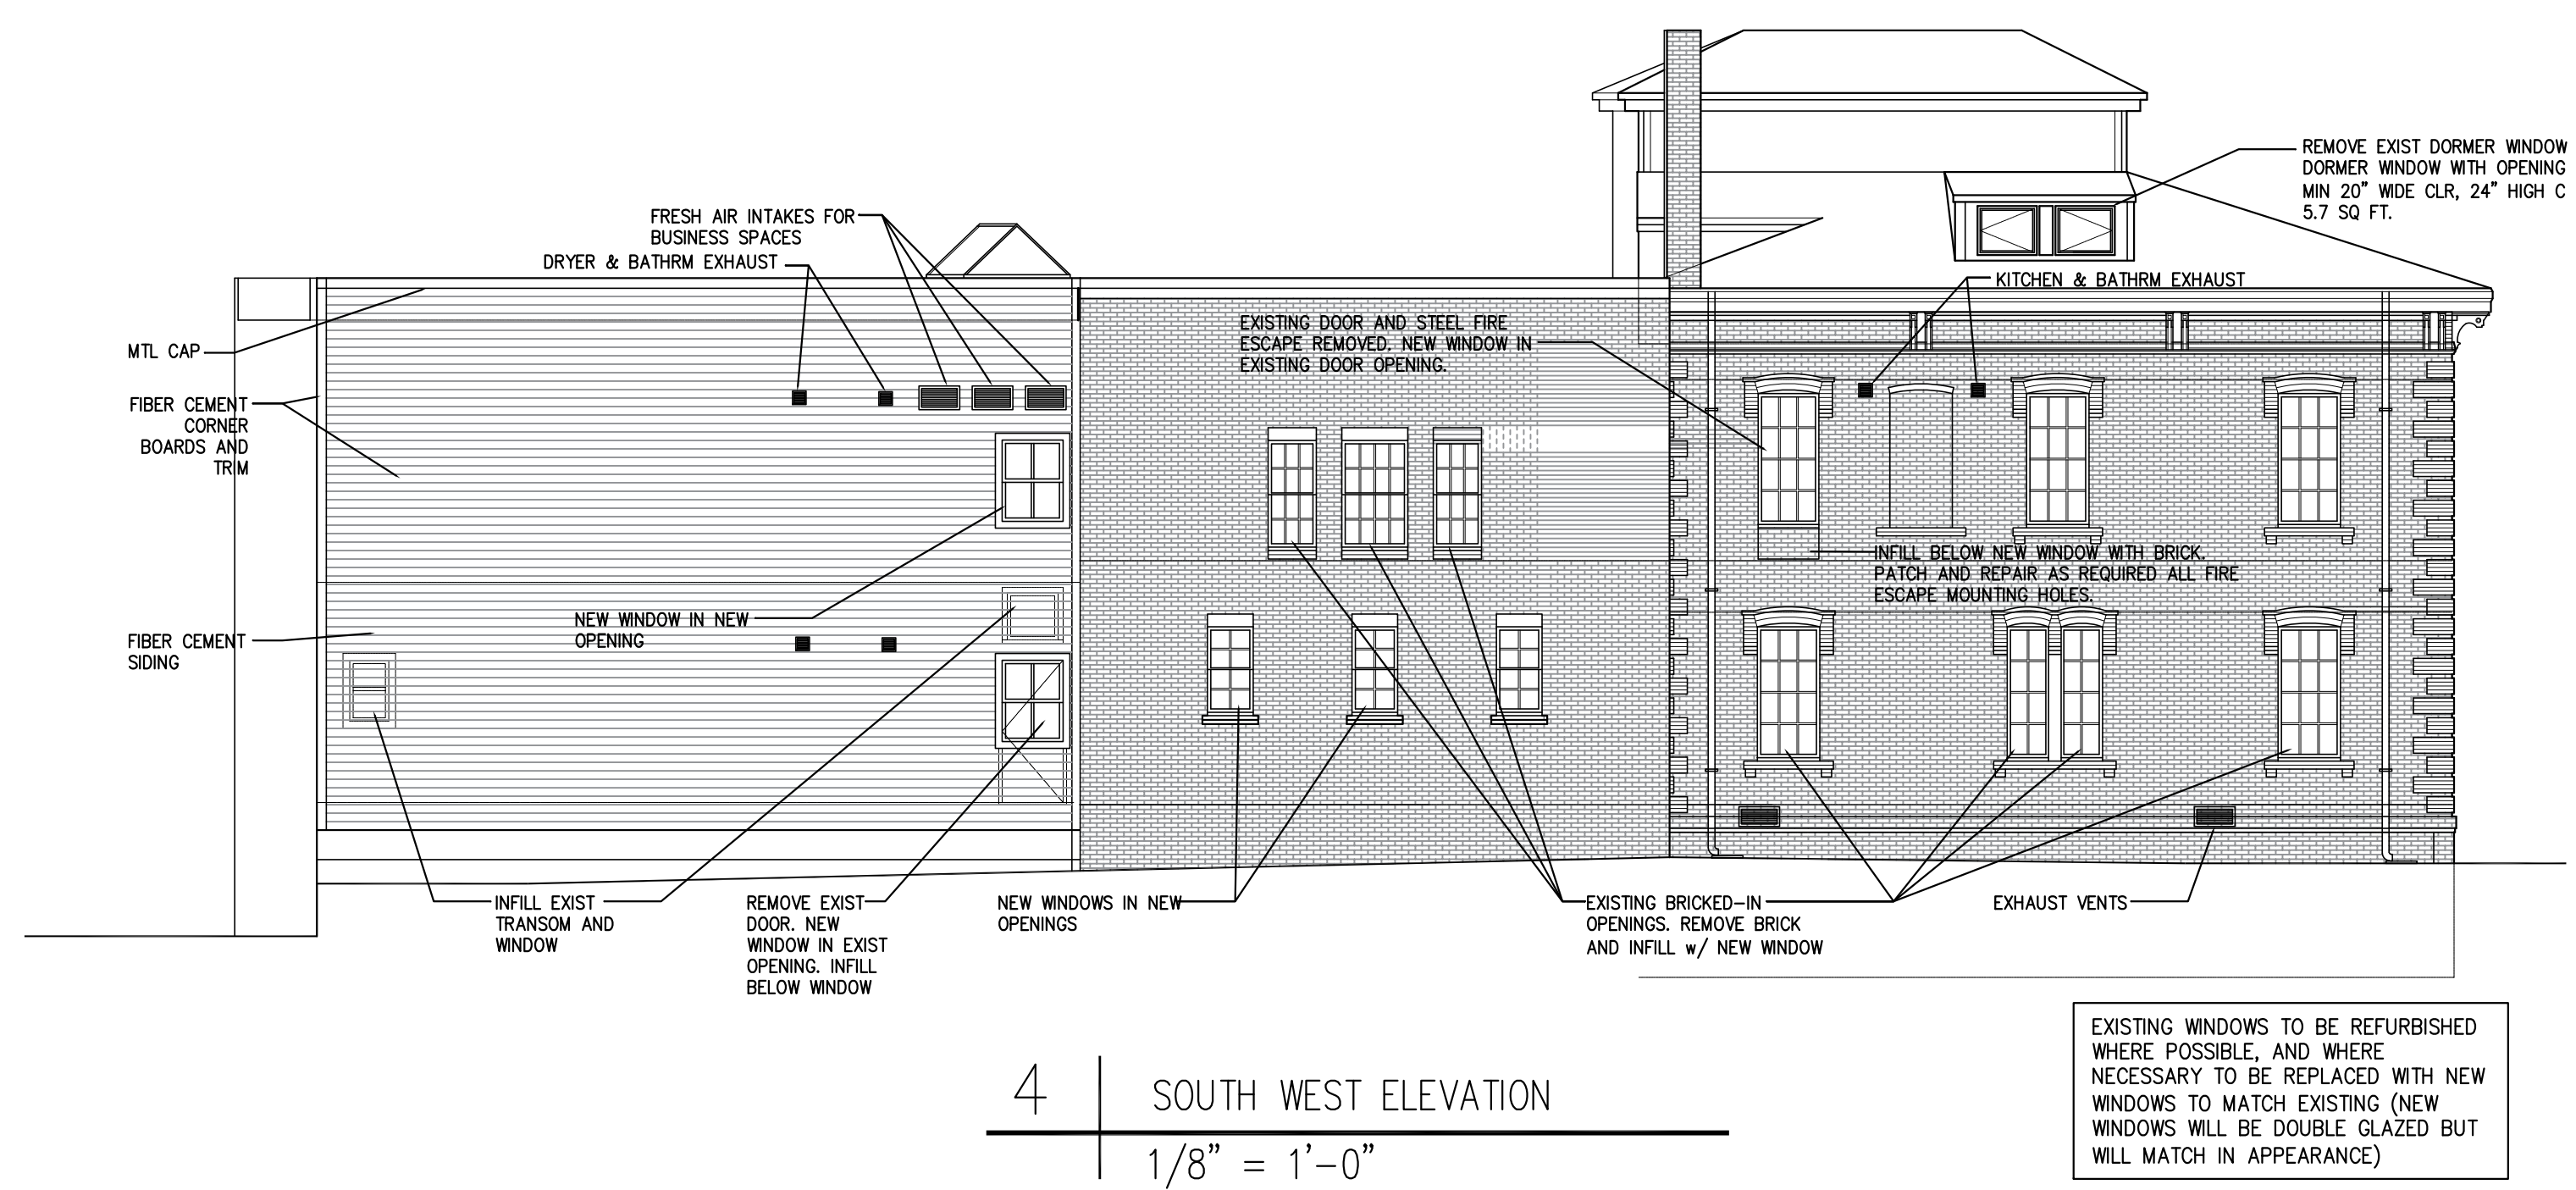 REMOVE EXIST DORMER WINDOW
DORMER WINDOW WITH OPENING
MIN 20" WIDE CLR, 24" HIGH C
5.7 SQ FT.
FRESH AIR INTAKES FOR
BUSINESS SPACES
DRYER & BATHRM EXHAUST
KITCHEN & BATHRM EXHAUST
EXISTING DOOR AND STEEL FIRE
ESCAPE REMOVED. NEW WINDOW IN
EXISTING DOOR OPENING.
MTL CAP
FIBER CEMENT
CORNER
BOARDS AND
TRIM
INFILL BELOW NEW WINDOW WITH BRICK.
PATCH AND REPAIR AS REQUIRED ALL FIRE
ESCAPE MOUNTING HOLES.
NEW WINDOW IN NEW
OPENING
FIBER CEMENT
SIDING
INFILL EXIST
TRANSOM AND
WINDOW
REMOVE EXIST
DOOR. NEW
WINDOW IN EXIST
OPENING. INFILL
BELOW WINDOW
NEW WINDOWS IN NEW
OPENINGS
EXISTING BRICKED-IN
OPENINGS. REMOVE BRICK
AND INFILL w/ NEW WINDOW
EXHAUST VENTS
4
SOUTH WEST ELEVATION
1/8" = 1'-0"
EXISTING WINDOWS TO BE REFURBISHED
WHERE POSSIBLE, AND WHERE
NECESSARY TO BE REPLACED WITH NEW
WINDOWS TO MATCH EXISTING (NEW
WINDOWS WILL BE DOUBLE GLAZED BUT
WILL MATCH IN APPEARANCE)